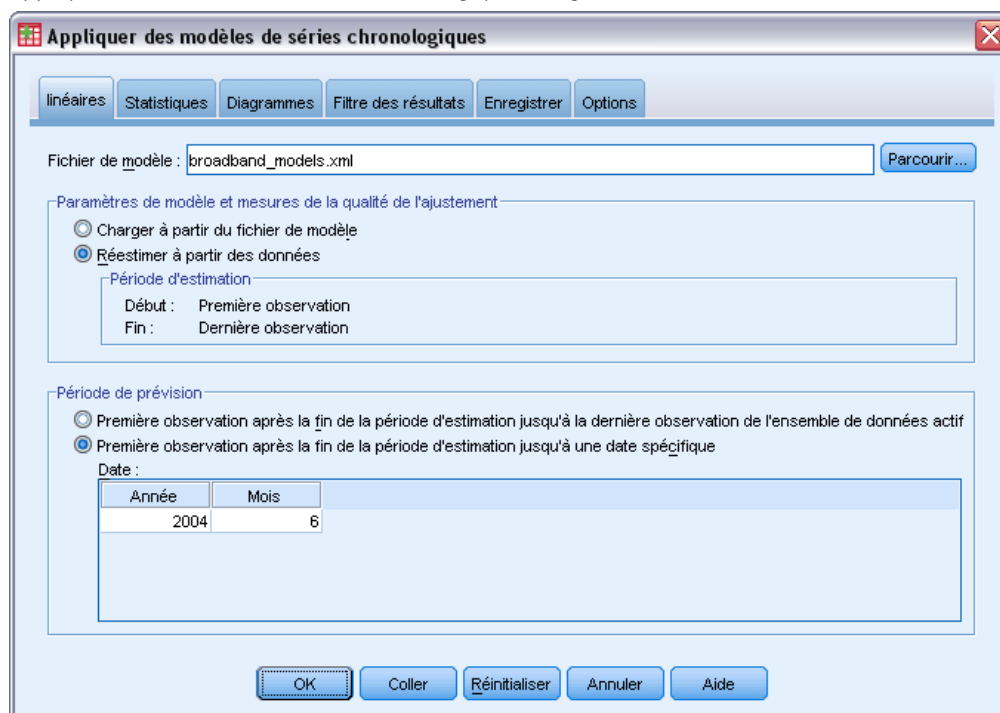 Appliquer des modèles de séries chronologiques
linéaires Statistiques Diagrammes Filtre des résultats Enregistrer Options
Fichier de modèle : broadband_models.xml Parcourir...
Paramètres de modèle et mesures de la qualité de l'ajustement
Charger à partir du fichier de modèle
Réestimer à partir des données
Période d'estimation
Début : Première observation
Fin : Dernière observation
Période de prévision
Première observation après la fin de la période d'estimation jusqu'à la dernière observation de l'ensemble de données actif
Première observation après la fin de la période d'estimation jusqu'à une date spécifique
Date :
Année Mois
2004 6
OK Coller Réinitialiser Annuler Aide